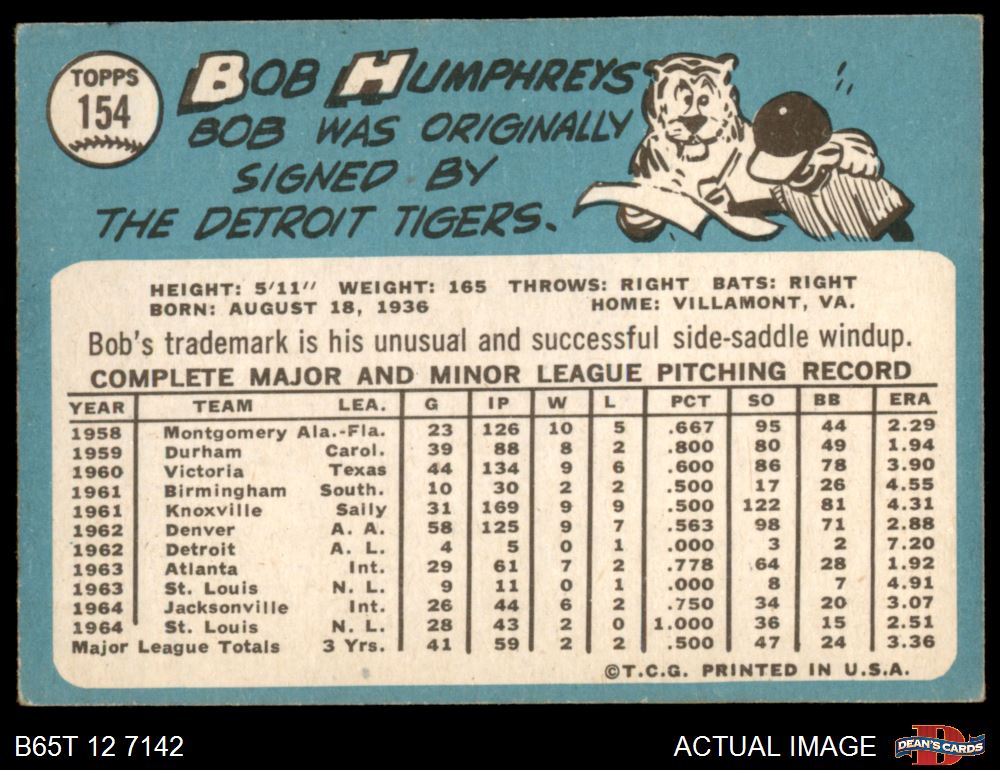 TOPPS
154
BOB HUMPHREYS
BOB WAS ORIGINALLY
SIGNED BY
THE DETROIT TIGERS.
HEIGHT: 5'11" WEIGHT: 165 THROWS: RIGHT BATS: RIGHT
BORN: AUGUST 18, 1936 HOME: VILLAMONT, VA.
Bob's trademark is his unusual and successful side-saddle windup.
COMPLETE MAJOR AND MINOR LEAGUE PITCHING RECORD
YEAR TEAM LEA. G IP W L PCT SO BB ERA
1958 Montgomery Ala.-Fla. 23 126 10 5 .667 95 44 2.29
1959 Durham Carol. 39 88 8 2 .800 80 49 1.94
1960 Victoria Texas 44 134 9 6 .600 86 78 3.90
1961 Birmingham South. 10 30 2 2 .500 17 26 4.55
1961 Knoxville Sally 31 169 9 9 .500 122 81 4.31
1962 Denver A. A. 58 125 9 7 .563 98 71 2.88
1962 Detroit A. L. 4 5 0 1 .000 3 2 7.20
1963 Atlanta Int. 29 61 7 2 .778 64 28 1.92
1963 St. Louis N. L. 9 11 0 1 .000 8 7 4.91
1964 Jacksonville Int. 26 44 6 2 .750 34 20 3.07
1964 St. Louis N. L. 28 43 2 0 1.000 36 15 2.51
Major League Totals 3 Yrs. 41 59 2 2 .500 47 24 3.36
©T.C.G. PRINTED IN U.S.A.
B65T 12 7142 ACTUAL IMAGE DEAN'S CARDS